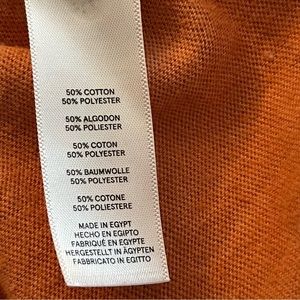 50% COTTON
50% POLYESTER
50% ALGODON
50% POLIESTER
50% COTON
50% POLYESTER
50% BAUMWOLLE
50% POLYESTER
50% COTONE
50% POLIESTERE
MADE IN EGYPT
HECHO EN EGIPTO
FABRIQUÉ EN EGYPTE
HERGESTELLT IN ÄGYPTEN
FABBRICATO IN EGITTO